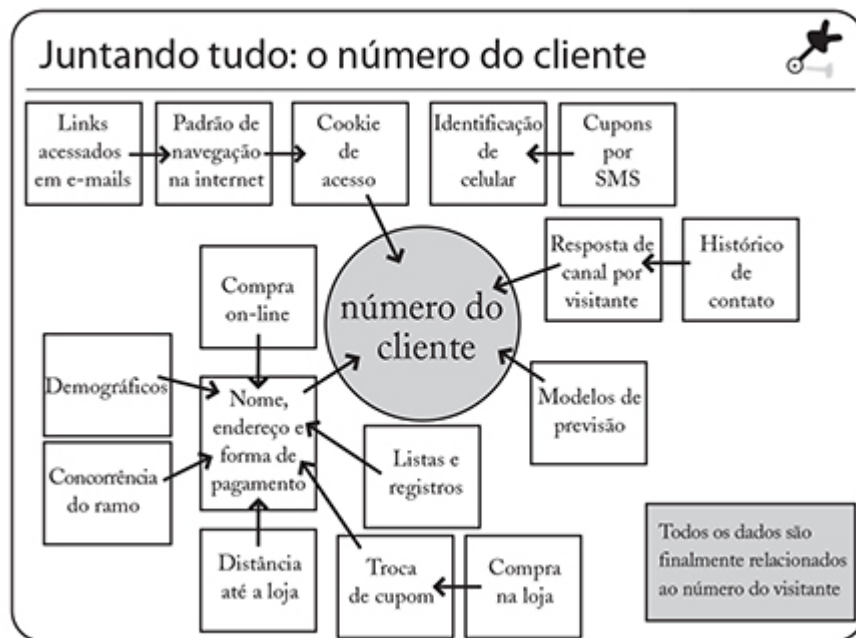 Juntando tudo: o número do cliente
Links
acessados
em e-mails
Padrão de
navegação
na internet
Cookie
de
acesso
Identificação
de
celular
Cupons
por
SMS
Resposta de
canal por
visitante
Histórico
de
contato
Compra
on-line
número do
cliente
Demográficos
Nome,
endereço e
forma de
pagamento
Modelos de
previsão
Concorrência
do ramo
Listas e
registros
Distância
até a loja
Troca
de cupom
Compra
na loja
Todos os dados são
finalmente relacionados
ao número do visitante